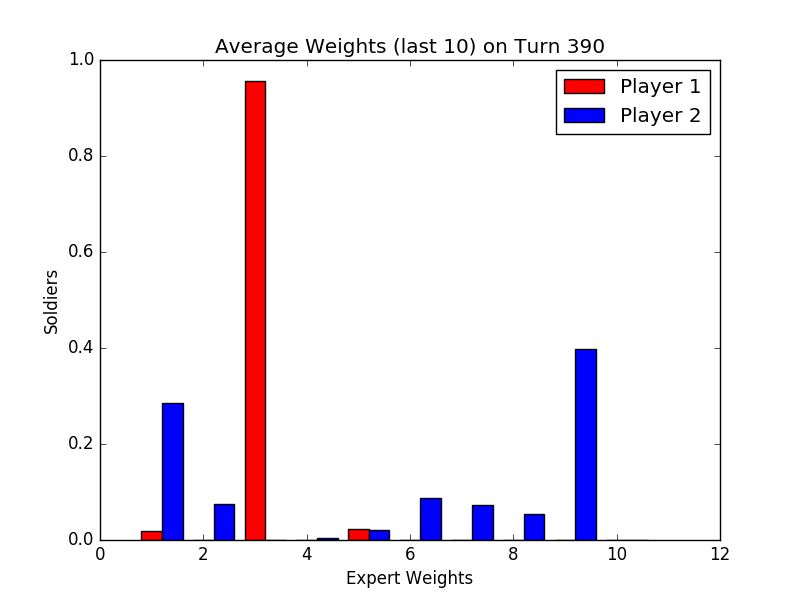 Average Weights (last 10) on Turn 390
1.0
Player 1
Player 2
0.8
0.6
Soldiers
0.4
0.2
0.0
0 2 4 6 8 10 12
Expert Weights